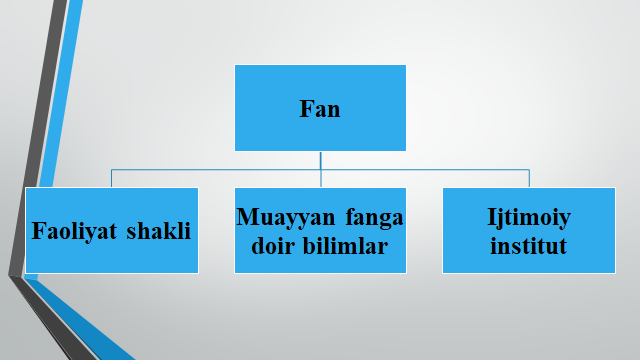 Fan
Faoliyat shakli
Muayyan fanga
doir bilimlar
Ijtimoiy
institut